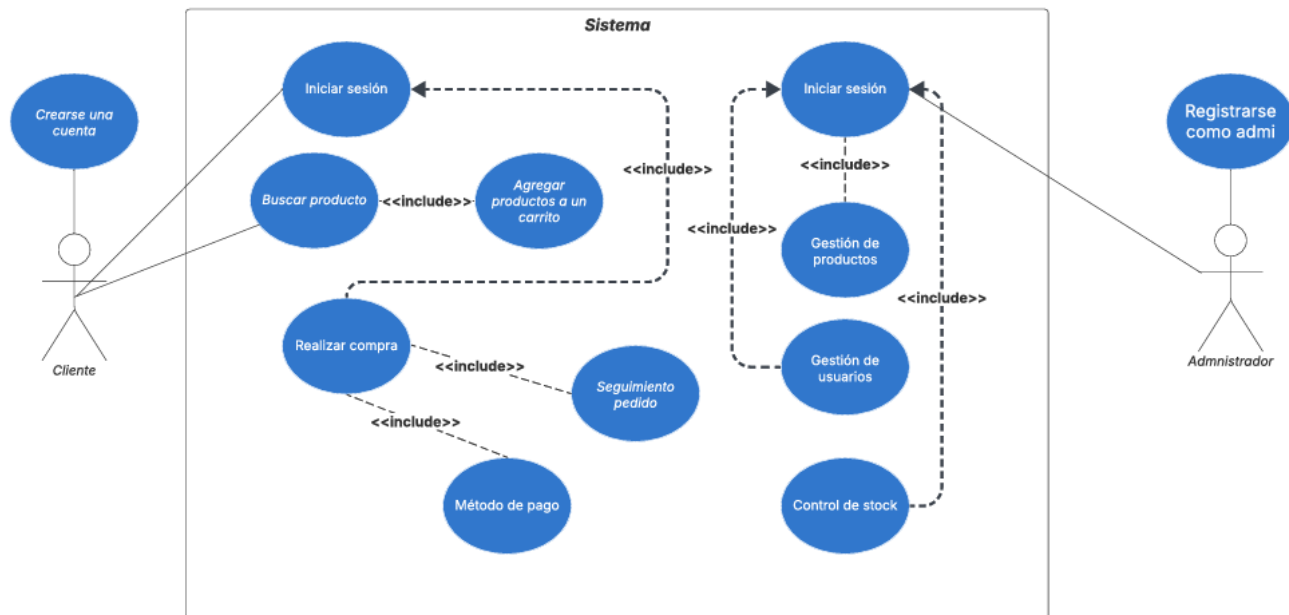 Sistema
Crearse una
cuenta
Iniciar sesión
Iniciar sesión
Registrarse
como admi
<<include>>
<<include>>
Buscar producto
<<include>>
Agregar
productos a un
carrito
<<include>>
Gestión de
productos
<<include>>
Realizar compra
<<include>>
Gestión de
usuarios
Cliente
Admnistrador
Seguimiento
pedido
<<include>>
Método de pago
Control de stock